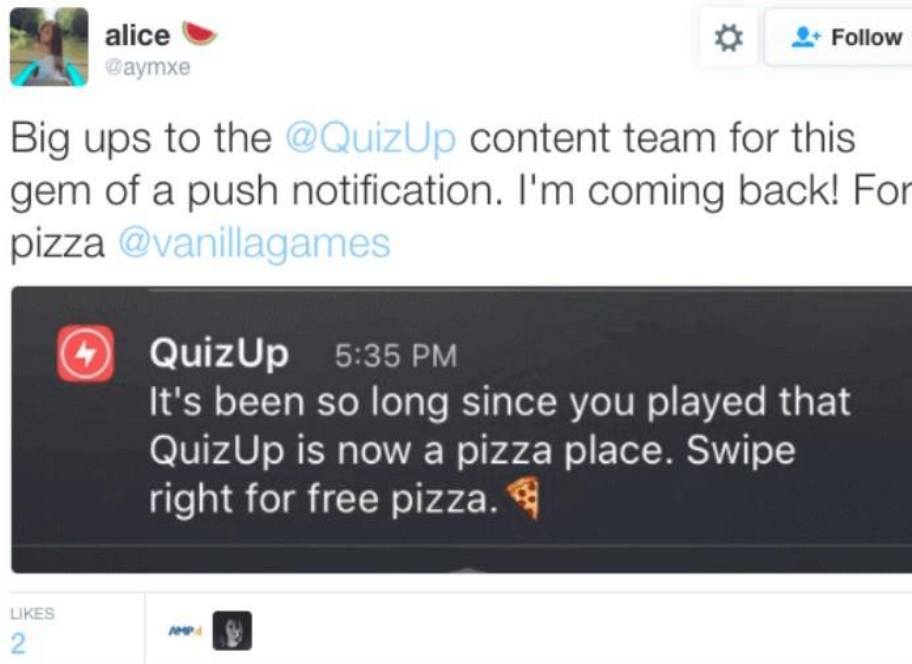 alice 🍉
@aymxe
Follow
Big ups to the @QuizUp content team for this
gem of a push notification. I'm coming back! For
pizza @vanillagames
QuizUp 5:35 PM
It's been so long since you played that
QuizUp is now a pizza place. Swipe
right for free pizza. 🍕
LIKES
2
AMP